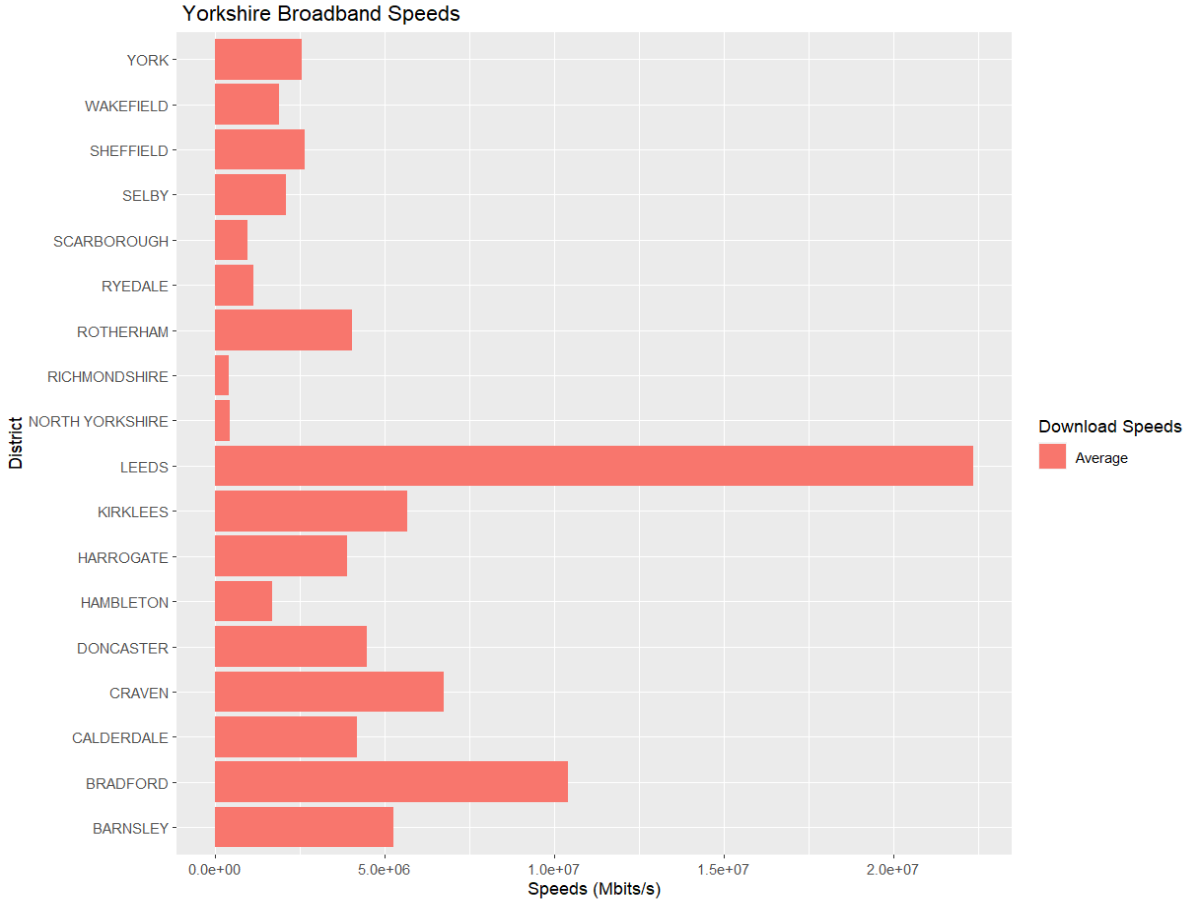 Yorkshire Broadband Speeds
YORK
WAKEFIELD
SHEFFIELD
SELBY
SCARBOROUGH
RYEDALE
ROTHERHAM
RICHMONDSHIRE
NORTH YORKSHIRE
LEEDS
KIRKLEES
HARROGATE
HAMBLETON
DONCASTER
CRAVEN
CALDERDALE
BRADFORD
BARNSLEY
District
0.0e+00 5.0e+06 1.0e+07 1.5e+07 2.0e+07
Speeds (Mbits/s)
Download Speeds
Average